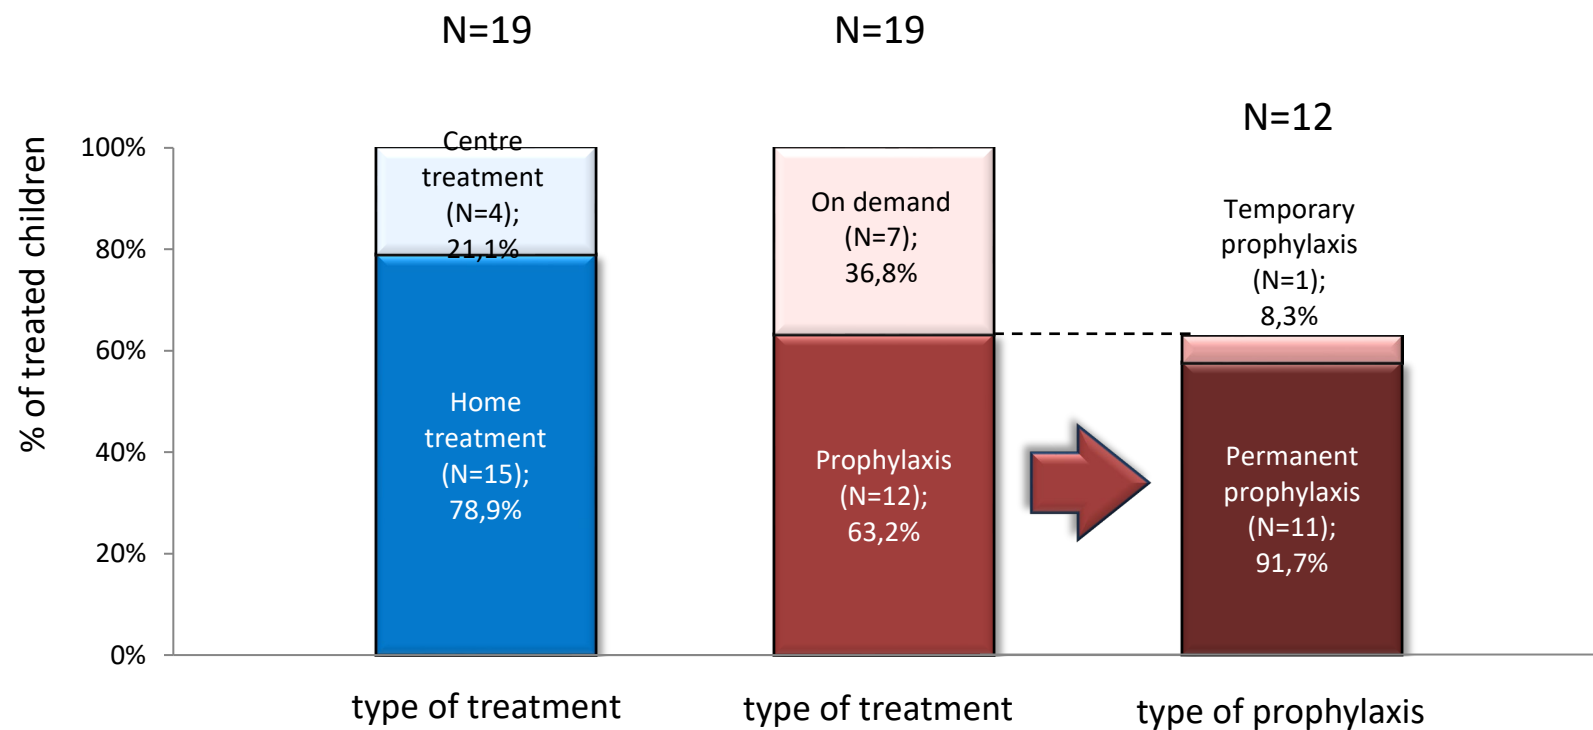 N=19
N=19
N=12
% of treated children
100%
80%
60%
40%
20%
0%
Centre
treatment
(N=4);
21,1%
Home
treatment
(N=15);
78,9%
On demand
(N=7);
36,8%
Prophylaxis
(N=12);
63,2%
Temporary
prophylaxis
(N=1);
8,3%
Permanent
prophylaxis
(N=11);
91,7%
type of treatment
type of treatment
type of prophylaxis